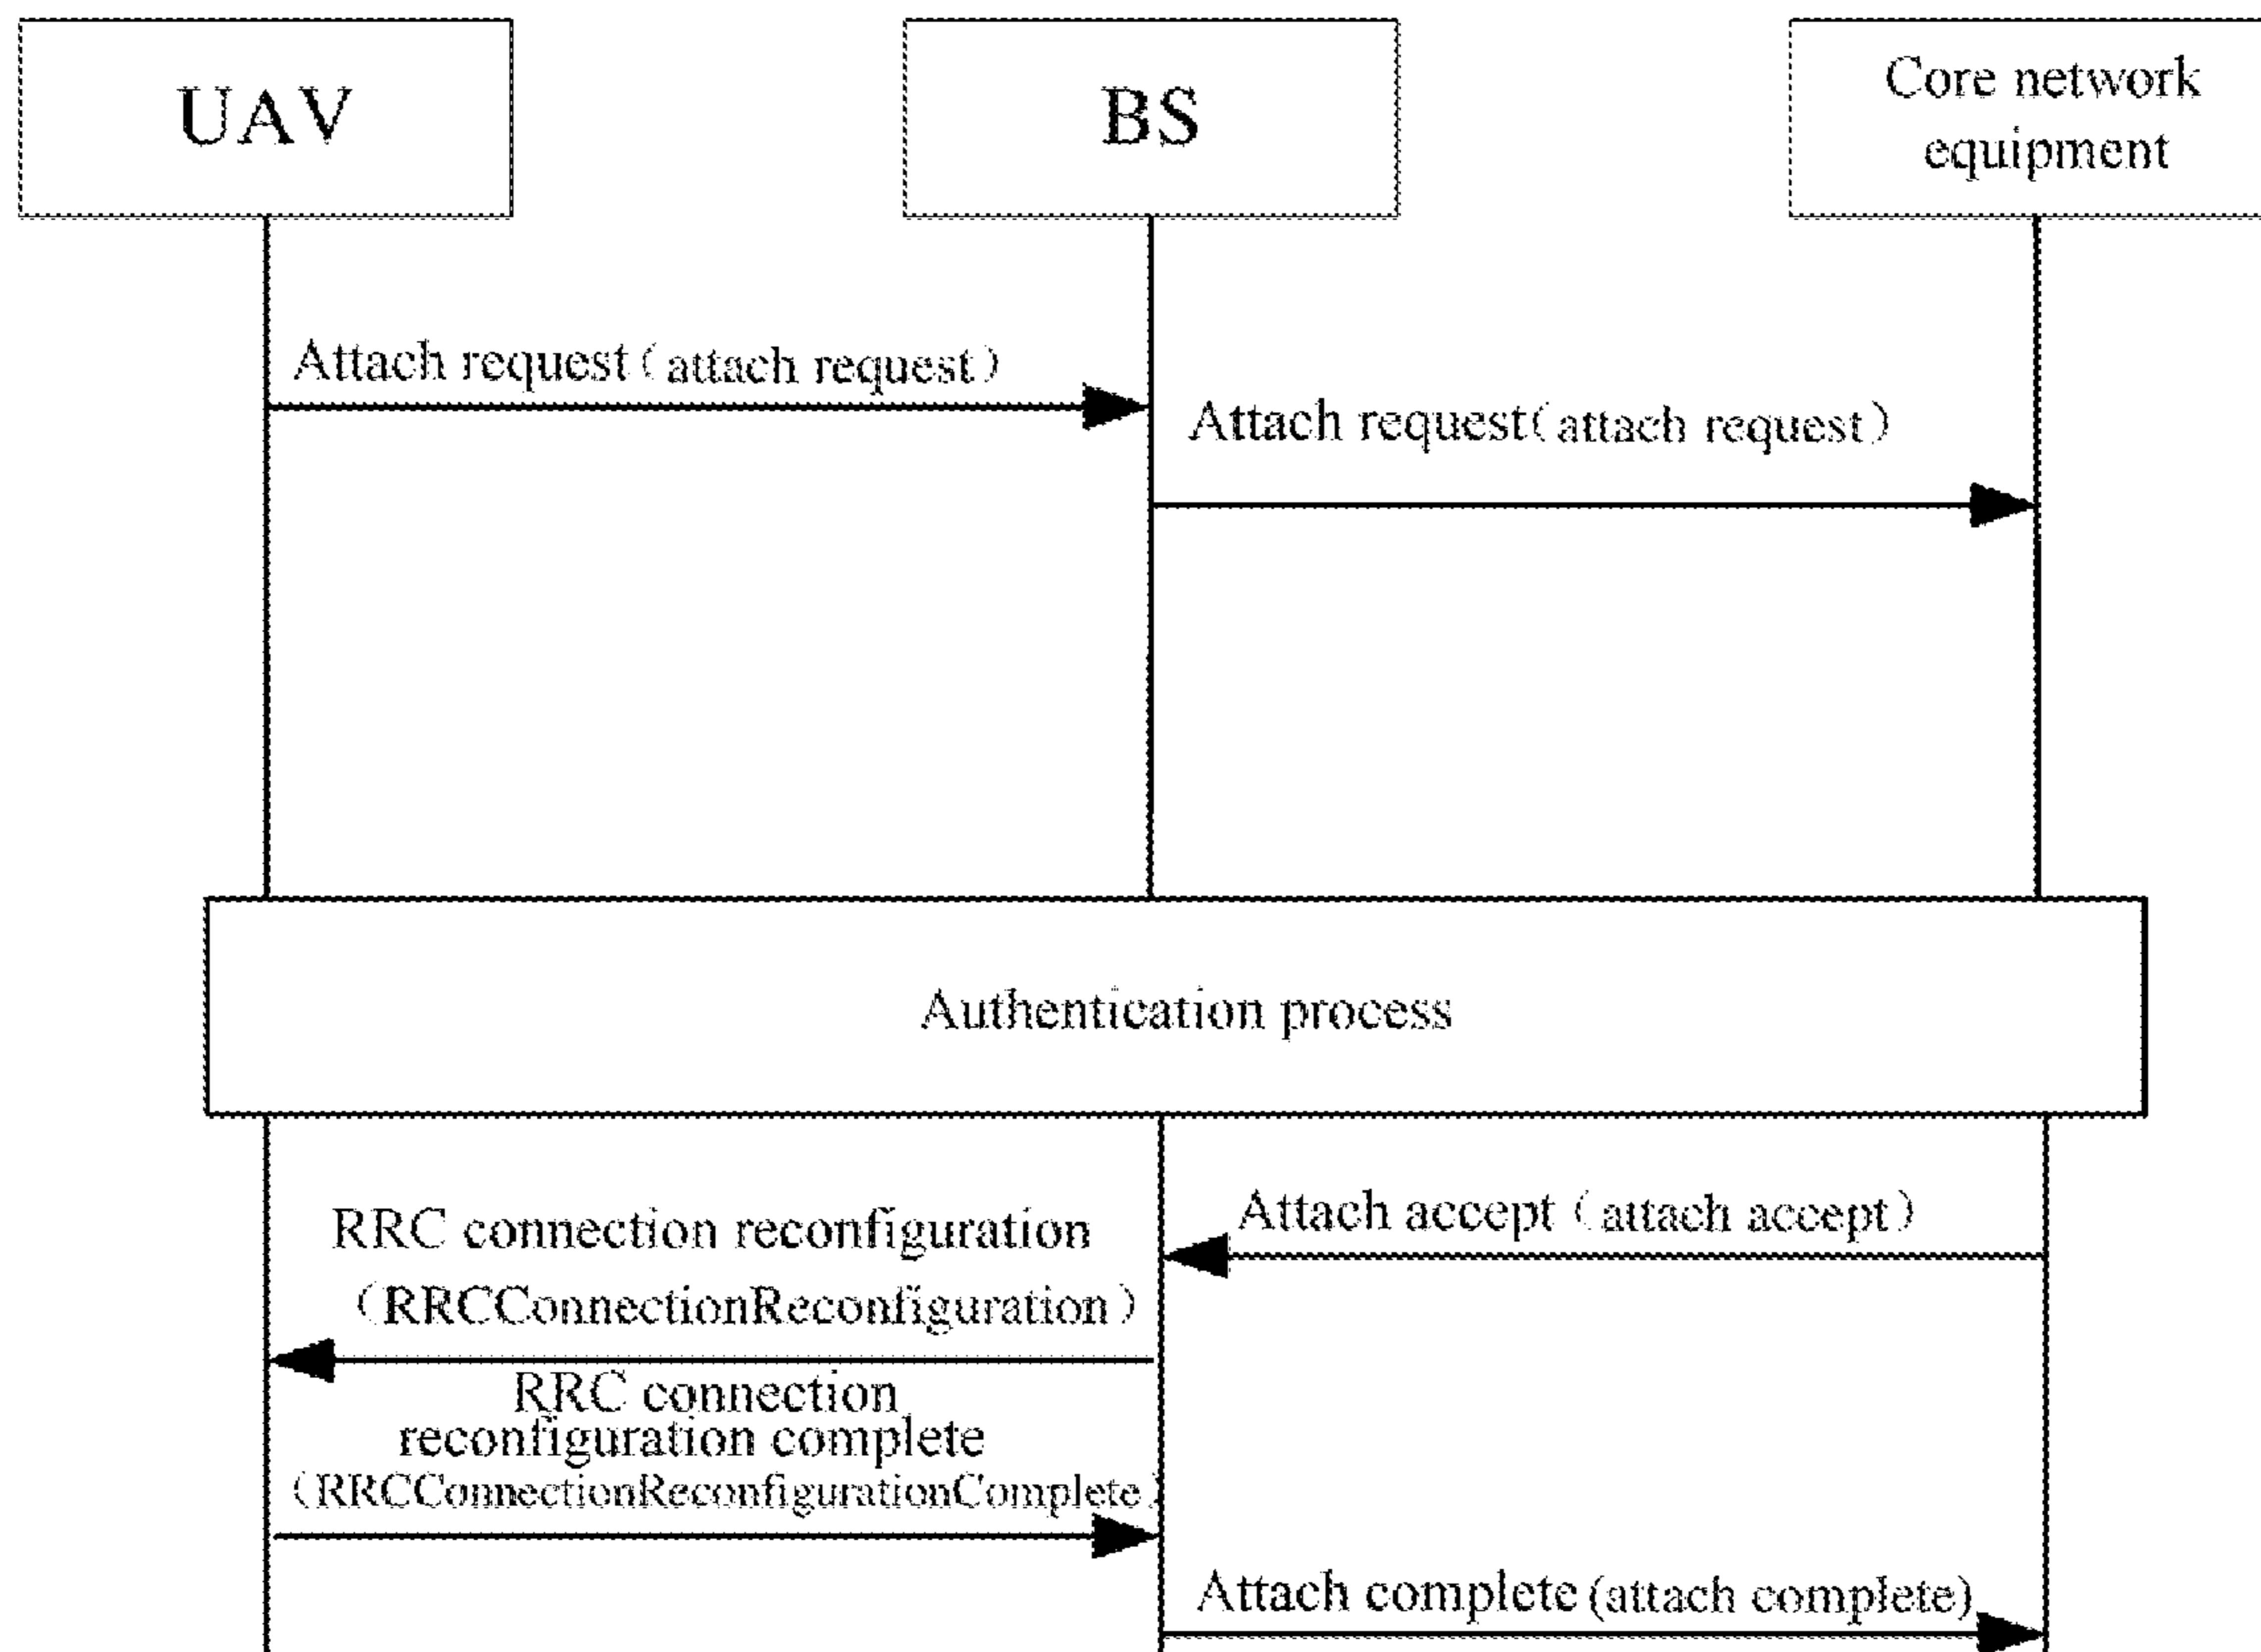 UAV
BS
Core network
equipment
Attach request (attach request)
Attach request (attach request)
Authentication process
Attach accept (attach accept)
RRC connection reconfiguration
(RRCConnectionReconfiguration)
RRC connection
reconfiguration complete
(RRCConnectionReconfigurationComplete)
Attach complete (attach complete)